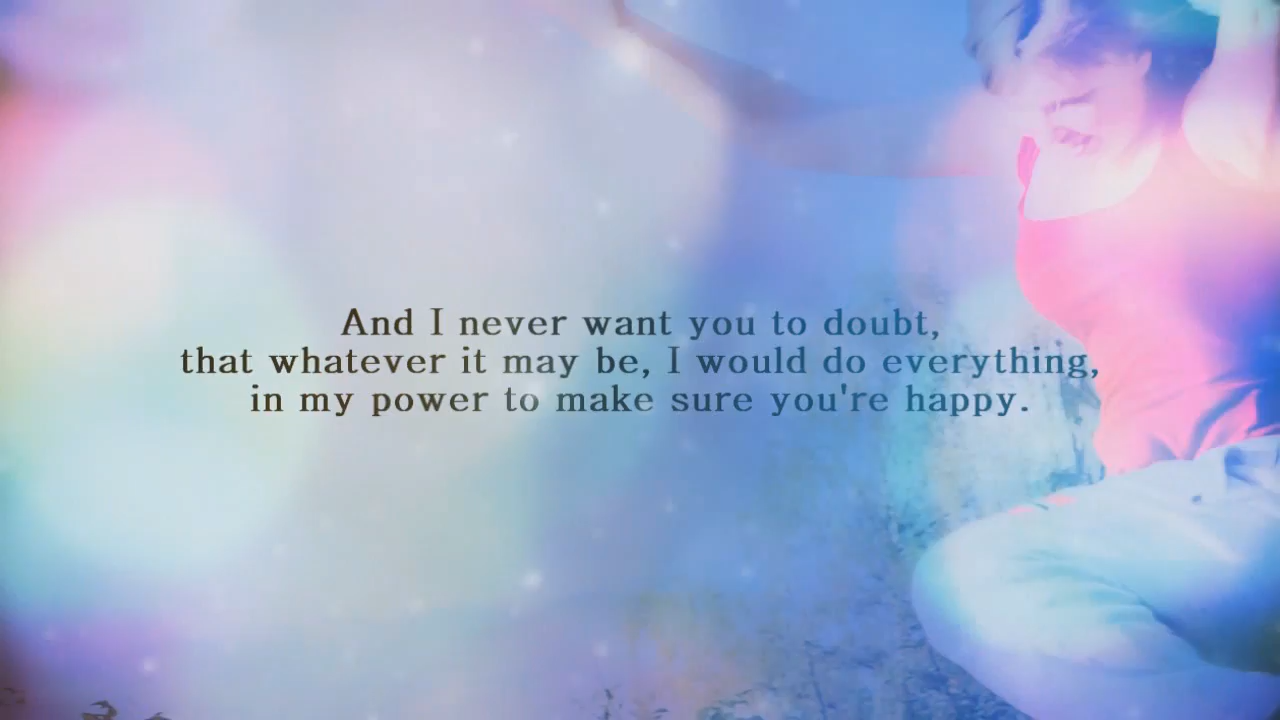 And I never want you to doubt,
that whatever it may be, I would do everything,
in my power to make sure you're happy.